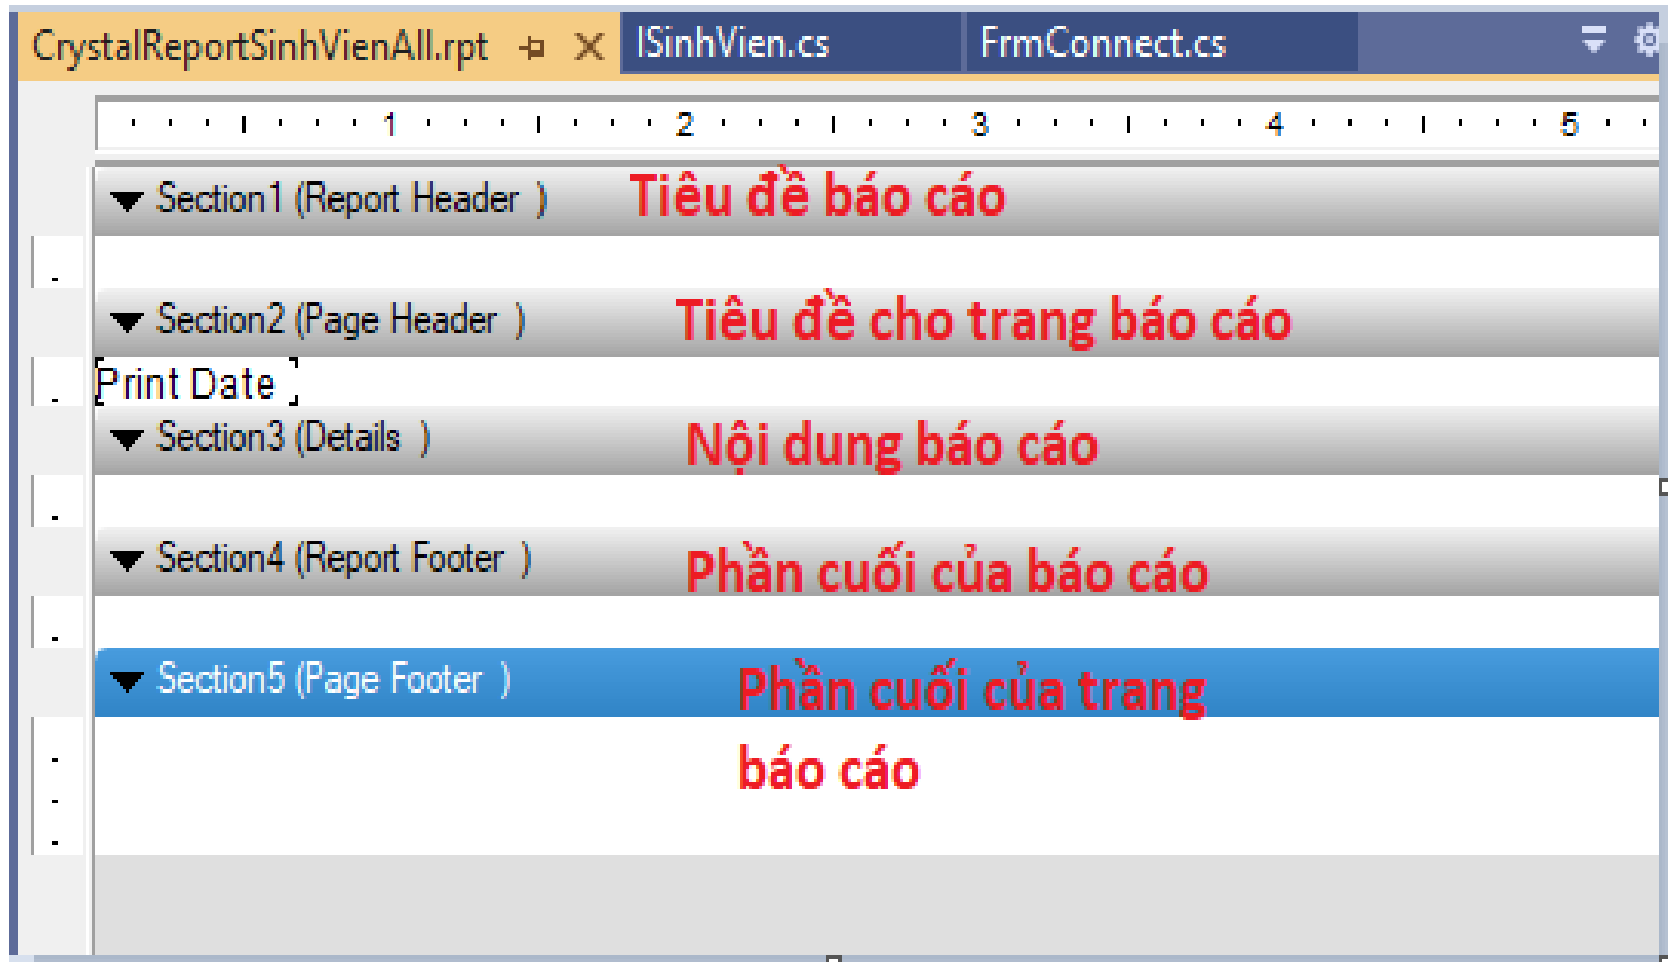 CrystalReportSinhVienAll.rpt ISinhVien.cs FrmConnect.cs
1 2 3 4 5
Section1 (Report Header ) Tiêu đề báo cáo
Section2 (Page Header ) Tiêu đề cho trang báo cáo
Print Date
Section3 (Details ) Nội dung báo cáo
Section4 (Report Footer ) Phần cuối của báo cáo
Section5 (Page Footer ) Phần cuối của trang
báo cáo